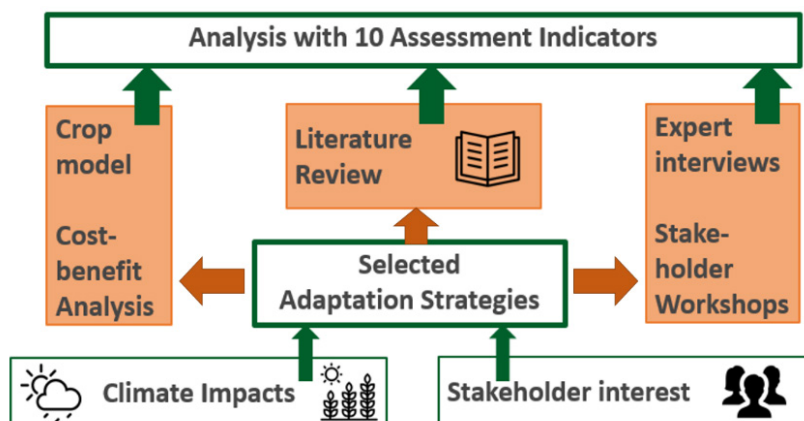 Analysis with 10 Assessment Indicators
Crop
model
Cost-
benefit
Analysis
Literature
Review
Expert
interviews
Stake-
holder
Workshops
Selected
Adaptation Strategies
Climate Impacts
Stakeholder interest